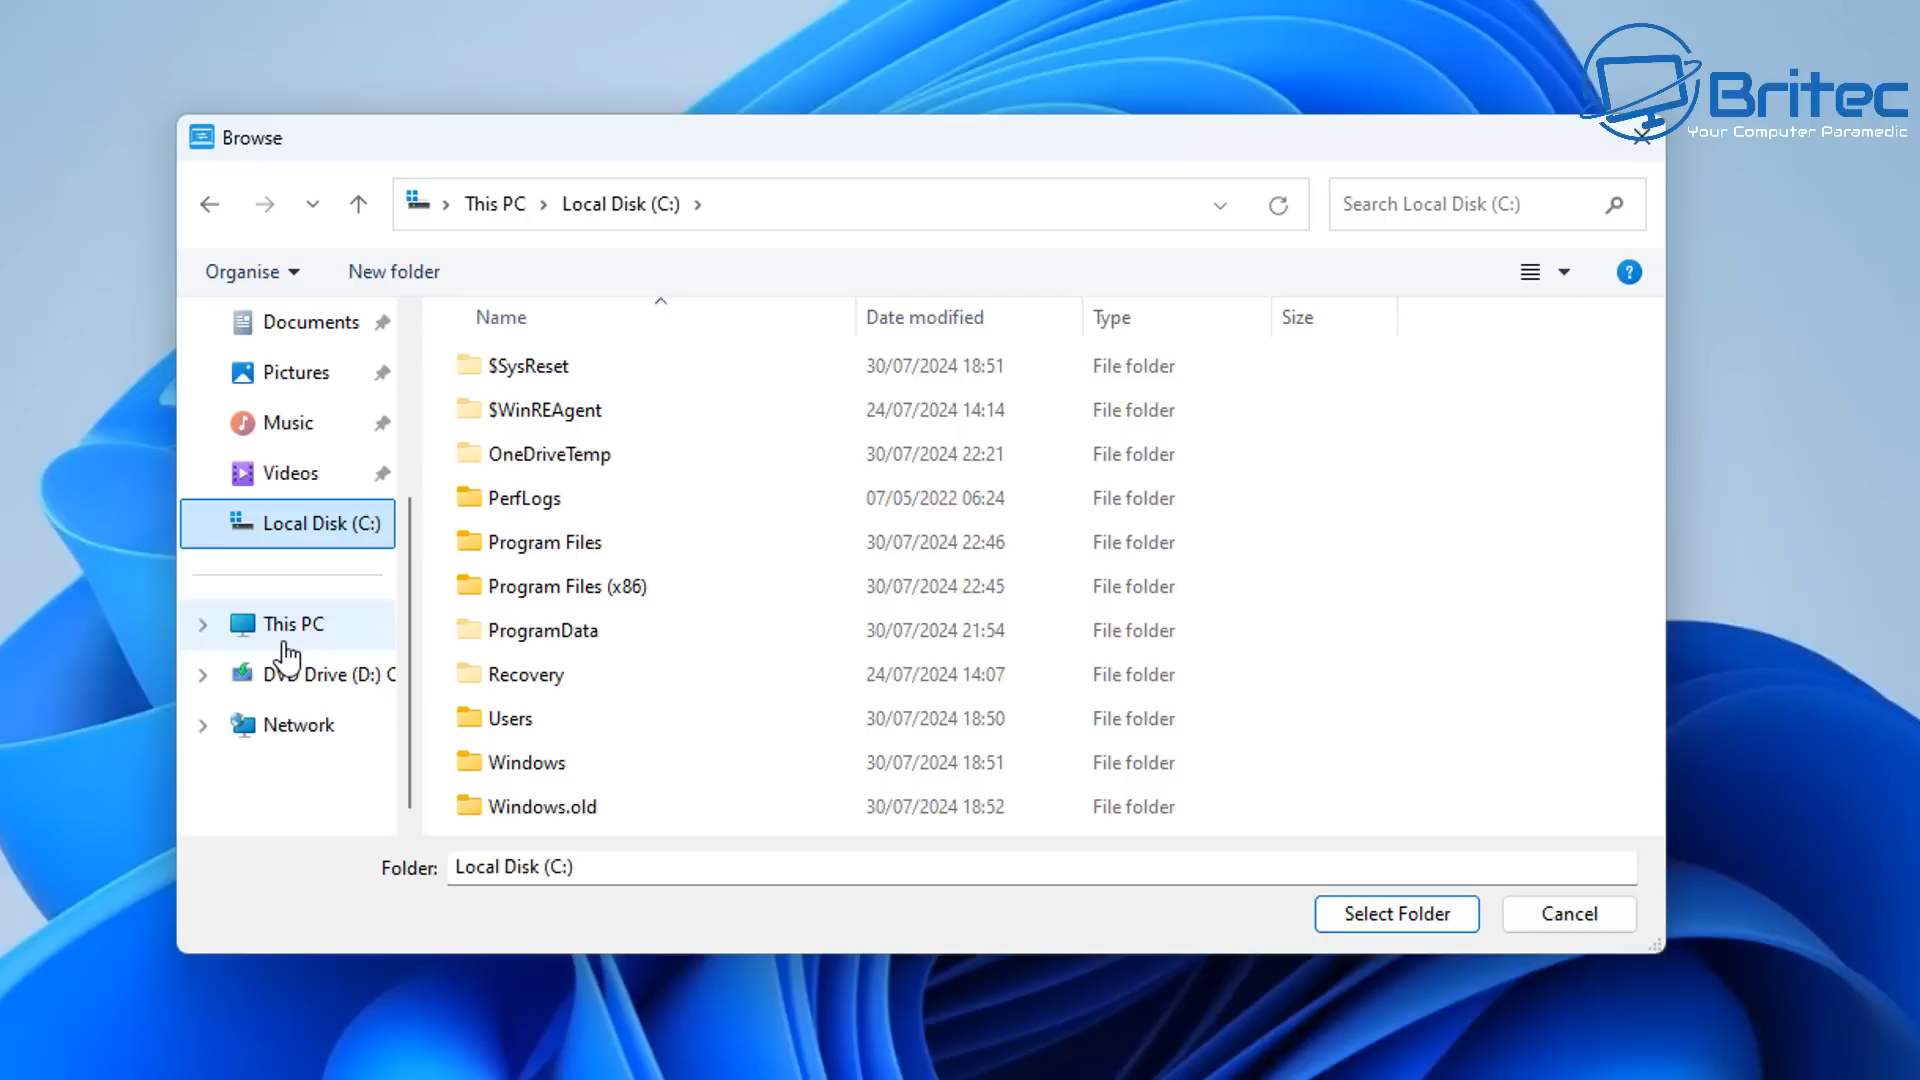 Britec
Your Computer Paramedic
Browse
This PC
Local Disk (C:)
Search Local Disk (C:)
Organise
New folder
?
Name
Date modified
Type
Size
Documents
Pictures
Music
Videos
Local Disk (C:)
This PC
Drive (D:) C
Network
$SysReset 30/07/2024 18:51 File folder
$WinREAgent 24/07/2024 14:14 File folder
OneDriveTemp 30/07/2024 22:21 File folder
PerfLogs 07/05/2022 06:24 File folder
Program Files 30/07/2024 22:46 File folder
Program Files (x86) 30/07/2024 22:45 File folder
ProgramData 30/07/2024 21:54 File folder
Recovery 24/07/2024 14:07 File folder
Users 30/07/2024 18:50 File folder
Windows 30/07/2024 18:51 File folder
Windows.old 30/07/2024 18:52 File folder
Folder: Local Disk (C:)
Select Folder
Cancel